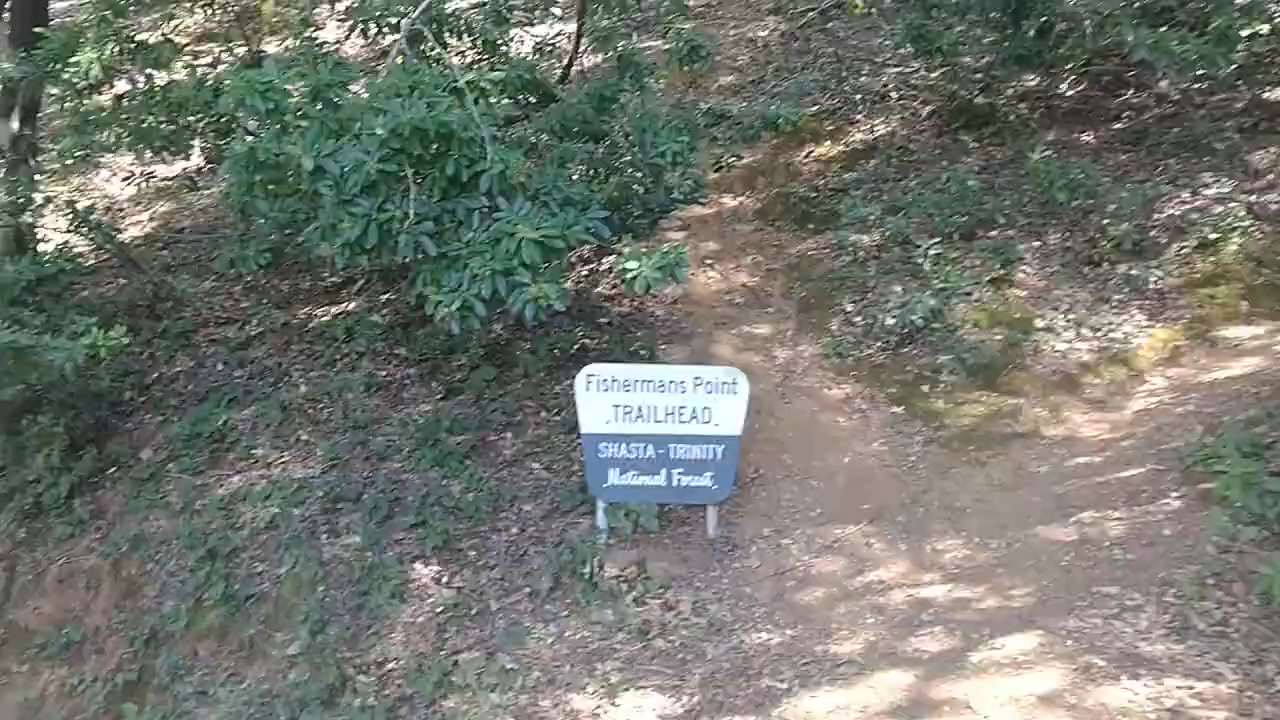 Fishermans Point
TRAILHEAD
SHASTA - TRINITY
National Forest